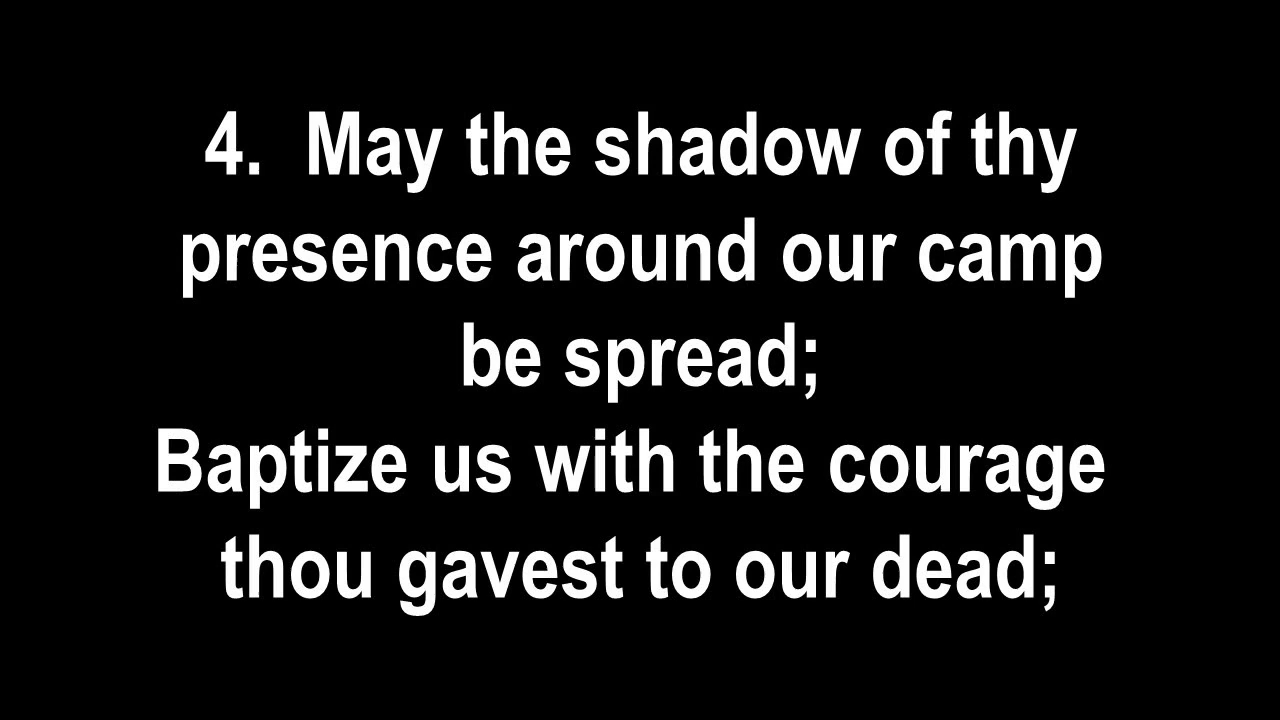 4.  May the shadow of thy
presence around our camp
be spread;
Baptize us with the courage
thou gavest to our dead;